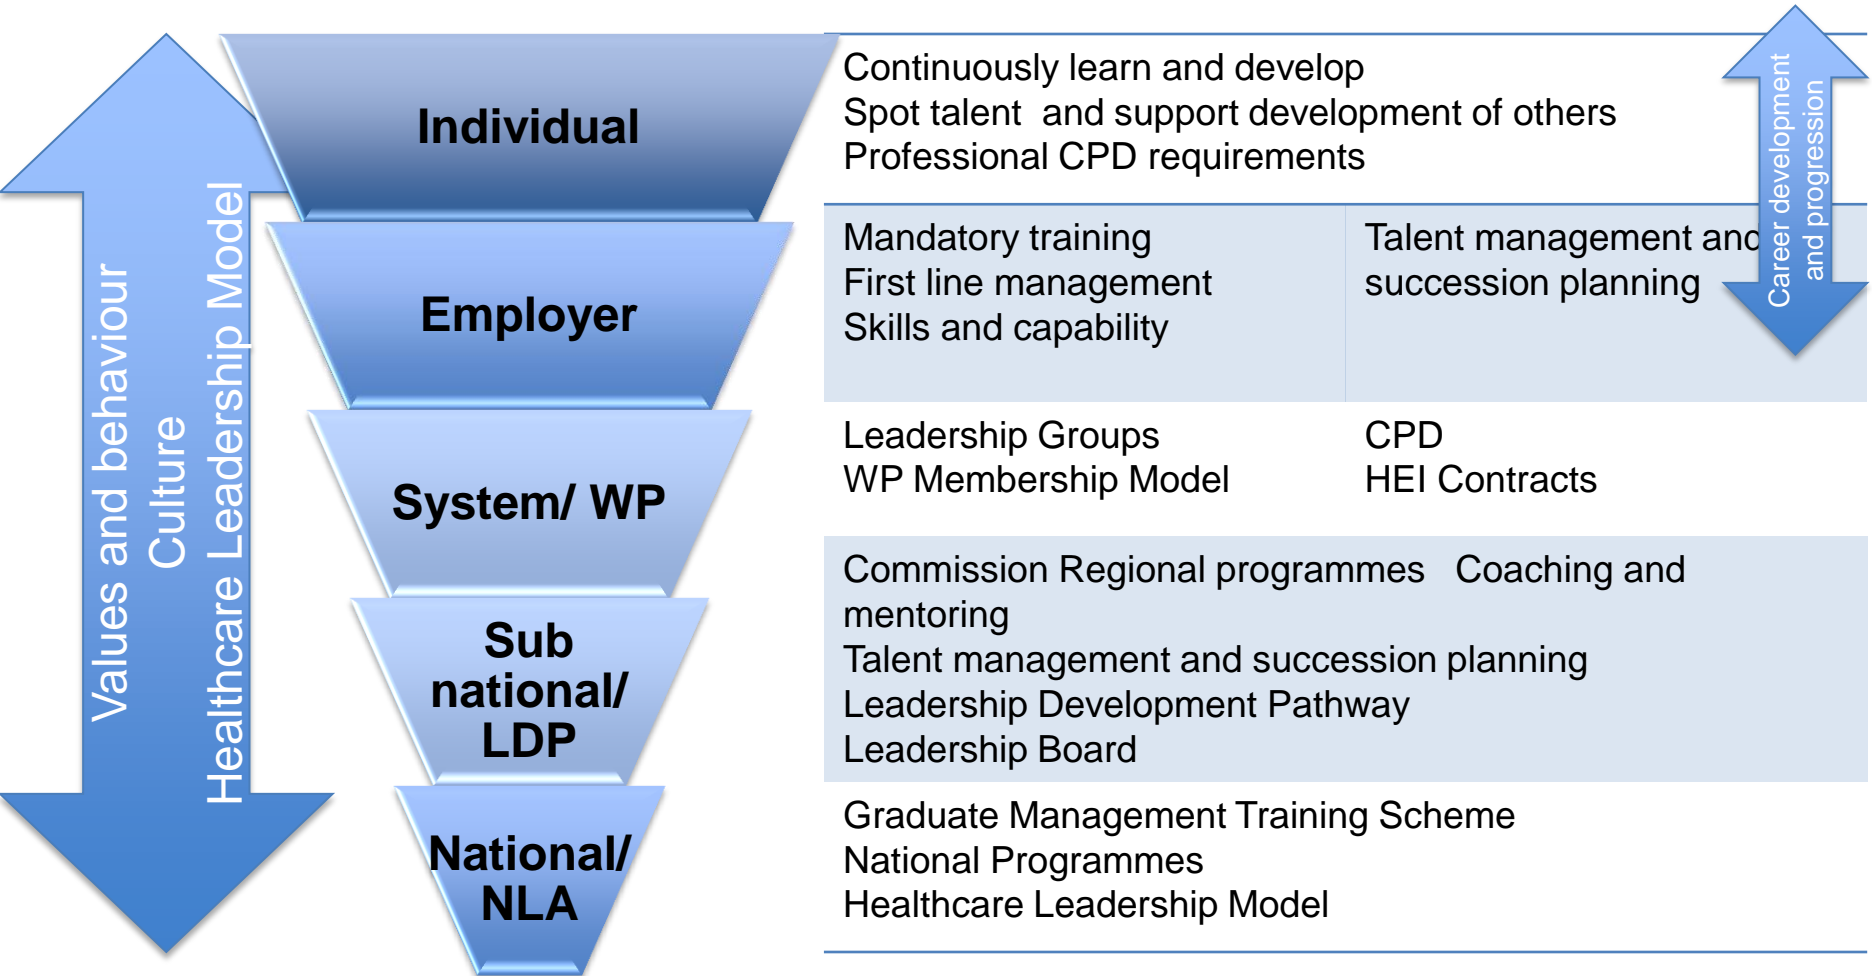 Values and behaviour
Culture
Healthcare Leadership Model
Individual
Continuously learn and develop
Spot talent  and support development of others
Professional CPD requirements
Career development
and progression
Employer
Mandatory training
First line management
Skills and capability
Talent management and
succession planning
System/ WP
Leadership Groups
WP Membership Model
CPD
HEI Contracts
Sub
national/
LDP
Commission Regional programmes   Coaching and
mentoring
Talent management and succession planning
Leadership Development Pathway
Leadership Board
National/
NLA
Graduate Management Training Scheme
National Programmes
Healthcare Leadership Model